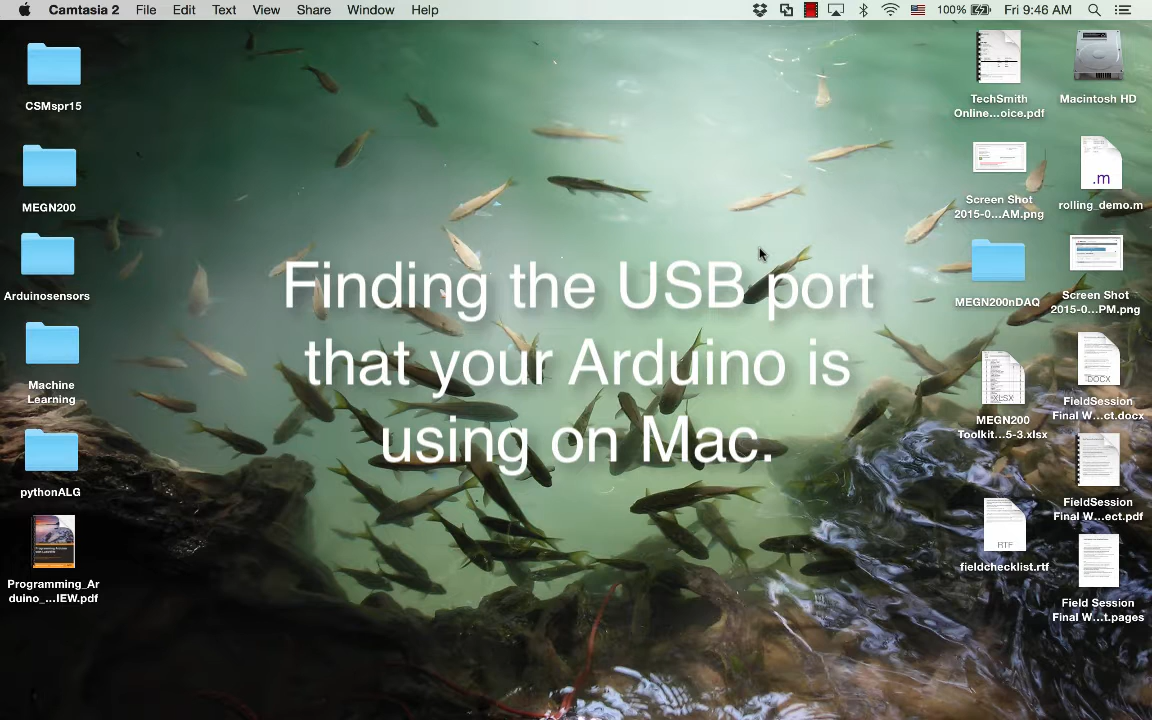 Camtasia 2 File Edit Text View Share Window Help 100% Fri 9:46 AM
CSMspr15
MEGN200
Arduinosensors
Machine
Learning
pythonALG
Programming_Ar
duino_...IEW.pdf
Finding the USB port
that your Arduino is
using on Mac.
TechSmith
Online...oice.pdf
Screen Shot
2015-0...AM.png
MEGN200nDAQ
XLSX
MEGN200
Toolkit...5-3.xlsx
RTF
fieldchecklist.rtf
Macintosh HD
.m
rolling_demo.m
Screen Shot
2015-0...PM.png
DOCX
FieldSession
Final W...ct.docx
FieldSession
Final W...ect.pdf
Field Session
Final W...t.pages